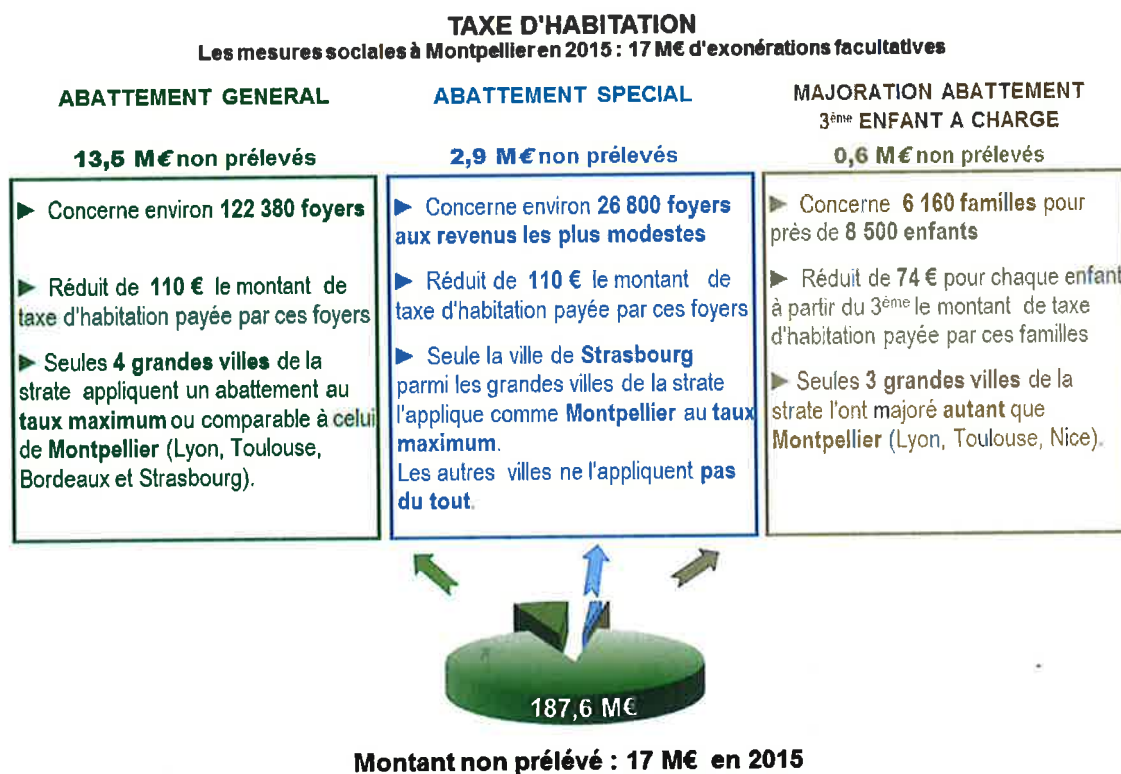 TAXE D'HABITATION
Les mesures sociales à Montpellier en 2015 : 17 M€ d'exonérations facultatives
ABATTEMENT GENERAL
13,5 M€ non prélevés
► Concerne environ 122 380 foyers
► Réduit de 110 € le montant de
taxe d'habitation payée par ces foyers
► Seules 4 grandes villes de la
strate appliquent un abattement au
taux maximum ou comparable à celui
de Montpellier (Lyon, Toulouse,
Bordeaux et Strasbourg).
ABATTEMENT SPECIAL
2,9 M€ non prélevés
► Concerne environ 26 800 foyers
aux revenus les plus modestes
► Réduit de 110 € le montant de
taxe d'habitation payée par ces foyers
► Seule la ville de Strasbourg
parmi les grandes villes de la strate
l'applique comme Montpellier au taux
maximum.
Les autres villes ne l'appliquent pas
du tout.
MAJORATION ABATTEMENT
3ème ENFANT A CHARGE
0,6 M€ non prélevés
► Concerne 6 160 familles pour
près de 8 500 enfants
► Réduit de 74 € pour chaque enfant
à partir du 3ème le montant de taxe
d'habitation payée par ces familles
► Seules 3 grandes villes de la
strate l'ont majoré autant que
Montpellier (Lyon, Toulouse, Nice).
187,6 M€
Montant non prélévé : 17 M€ en 2015